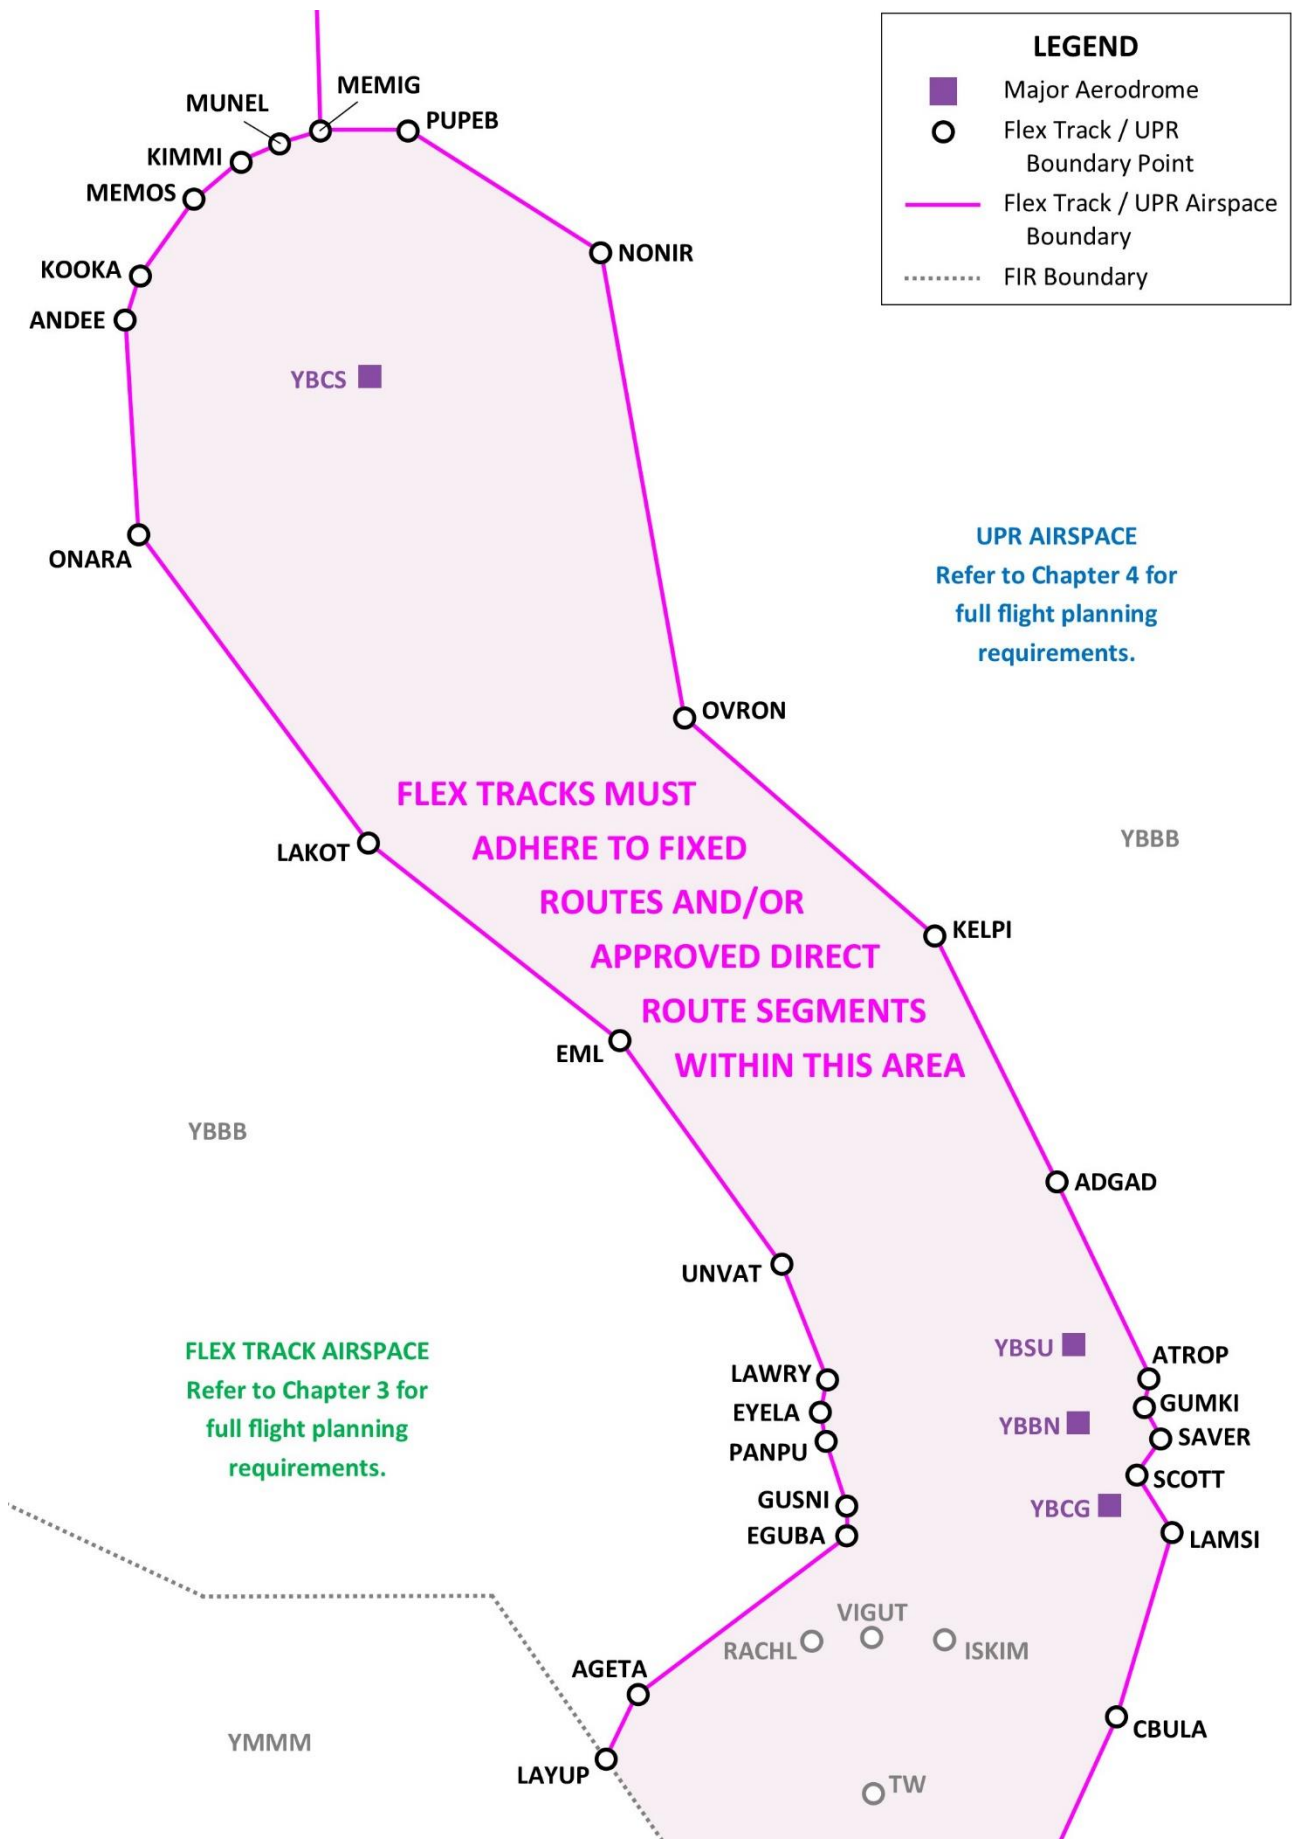 LEGEND
Major Aerodrome
Flex Track / UPR
Boundary Point
Flex Track / UPR Airspace
Boundary
FIR Boundary
MEMIG
MUNEL
PUPEB
KIMMI
MEMOS
NONIR
KOOKA
ANDEE
YBCS
ONARA
UPR AIRSPACE
Refer to Chapter 4 for
full flight planning
requirements.
OVRON
FLEX TRACKS MUST
ADHERE TO FIXED
ROUTES AND/OR
APPROVED DIRECT
ROUTE SEGMENTS
WITHIN THIS AREA
YBBB
LAKOT
KELPI
EML
YBBB
ADGAD
UNVAT
FLEX TRACK AIRSPACE
Refer to Chapter 3 for
full flight planning
requirements.
YBSU
ATROP
LAWRY
GUMKI
EYELA
YBBN
SAVER
PANPU
SCOTT
GUSNI
YBCG
EGUBA
LAMSI
VIGUT
RACHL
ISKIM
AGETA
CBULA
YMMM
LAYUP
TW